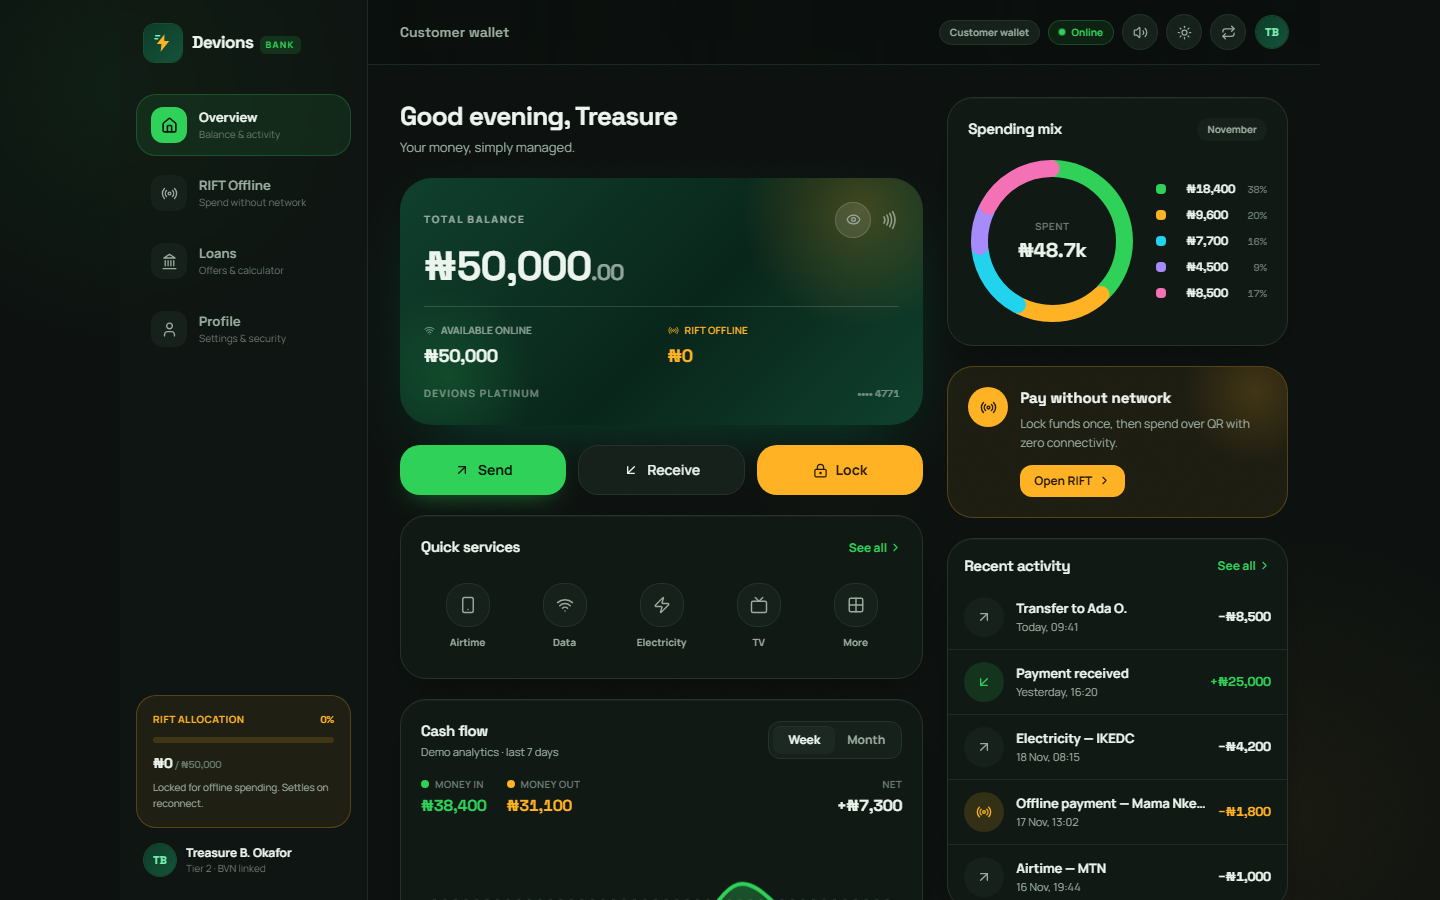 Devions BANK
Overview
Balance & activity
RIFT Offline
Spend without network
Loans
Offers & calculator
Profile
Settings & security
RIFT ALLOCATION 0%
₦0 / ₦50,000
Locked for offline spending. Settles on
reconnect.
TB
Treasure B. Okafor
Tier 2 · BVN linked
Customer wallet
Customer wallet
Online
TB
Good evening, Treasure
Your money, simply managed.
TOTAL BALANCE
₦50,000.00
AVAILABLE ONLINE
₦50,000
RIFT OFFLINE
₦0
DEVIONS PLATINUM
•••• 4771
Send
Receive
Lock
Quick services
See all
Airtime
Data
Electricity
TV
More
Cash flow
Demo analytics · last 7 days
Week
Month
MONEY IN
₦38,400
MONEY OUT
₦31,100
NET
+₦7,300
Spending mix
November
SPENT
₦48.7k
₦18,400 38%
₦9,600 20%
₦7,700 16%
₦4,500 9%
₦8,500 17%
Pay without network
Lock funds once, then spend over QR with
zero connectivity.
Open RIFT
Recent activity
See all
Transfer to Ada O.
Today, 09:41
−₦8,500
Payment received
Yesterday, 16:20
+₦25,000
Electricity — IKEDC
18 Nov, 08:15
−₦4,200
Offline payment — Mama Nke...
17 Nov, 13:02
−₦1,800
Airtime — MTN
16 Nov, 19:44
−₦1,000